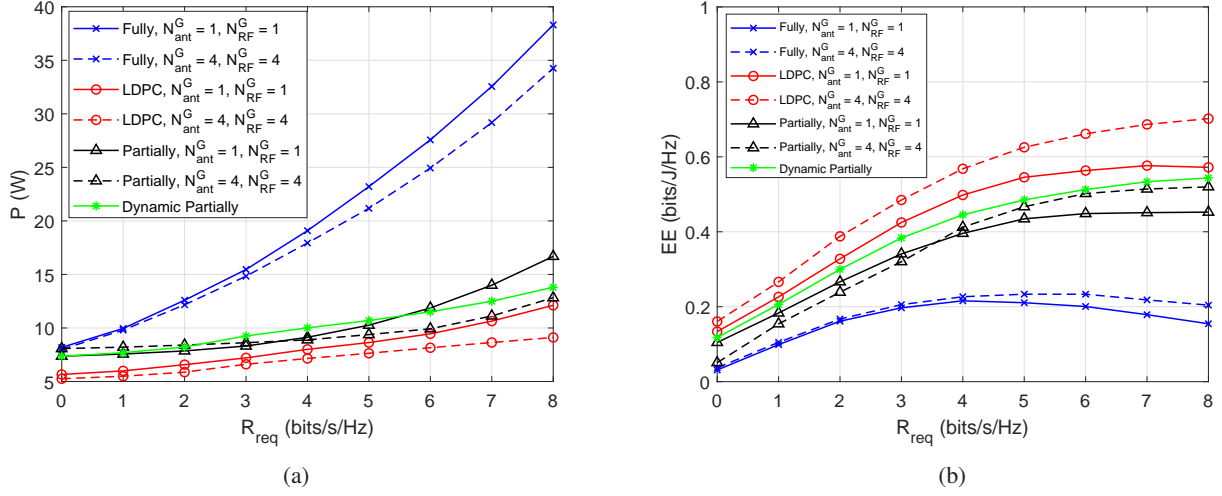 40
35
30
25
20
15
10
5
P (W)
0 1 2 3 4 5 6 7 8
R_req (bits/s/Hz)
Fully, N^G_ant = 1, N^G_RF = 1
Fully, N^G_ant = 4, N^G_RF = 4
LDPC, N^G_ant = 1, N^G_RF = 1
LDPC, N^G_ant = 4, N^G_RF = 4
Partially, N^G_ant = 1, N^G_RF = 1
Partially, N^G_ant = 4, N^G_RF = 4
Dynamic Partially
(a)
1
0.8
0.6
0.4
0.2
0
EE (bits/J/Hz)
0 1 2 3 4 5 6 7 8
R_req (bits/s/Hz)
Fully, N^G_ant = 1, N^G_RF = 1
Fully, N^G_ant = 4, N^G_RF = 4
LDPC, N^G_ant = 1, N^G_RF = 1
LDPC, N^G_ant = 4, N^G_RF = 4
Partially, N^G_ant = 1, N^G_RF = 1
Partially, N^G_ant = 4, N^G_RF = 4
Dynamic Partially
(b)